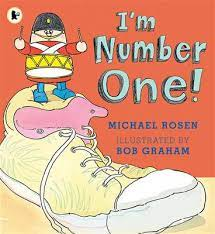 I'm
Number
One!
MICHAEL ROSEN
ILLUSTRATED BY
BOB GRAHAM